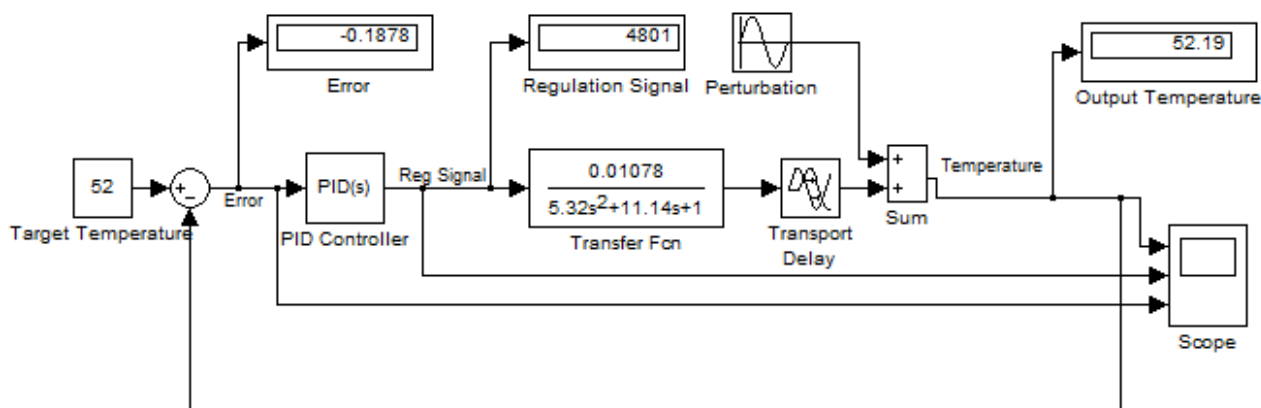 -0.1878
Error
4801
Regulation Signal
Perturbation
52.19
Output Temperature
52
Target Temperature
+
−
Error
PID(s)
PID Controller
Reg Signal
0.01078
5.32s²+11.14s+1
Transfer Fcn
Transport
Delay
+
+
Sum
Temperature
Scope